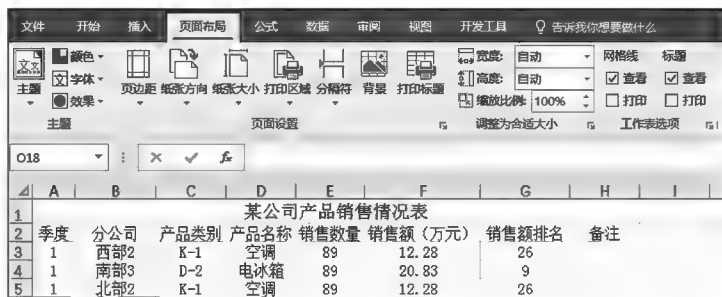 文件 开始 插入 页面布局 公式 数据 审阅 视图 开发工具 告诉我你想要做什么
颜色 宽度: 自动 网格线 标题
文文 字体 高度: 自动 查看 查看
主题 效果 页边距 纸张方向 纸张大小 打印区域 分隔符 背景 打印标题 缩放比例: 100% 打印 打印
主题 页面设置 调整为合适大小 工作表选项
O18 fx
A B C D E F G H I
1 某公司产品销售情况表
2 季度 分公司 产品类别 产品名称 销售数量 销售额（万元） 销售额排名 备注
3 1 西部2 K-1 空调 89 12.28 26
4 1 南部3 D-2 电冰箱 89 20.83 9
5 1 北部2 K-1 空调 89 12.28 26